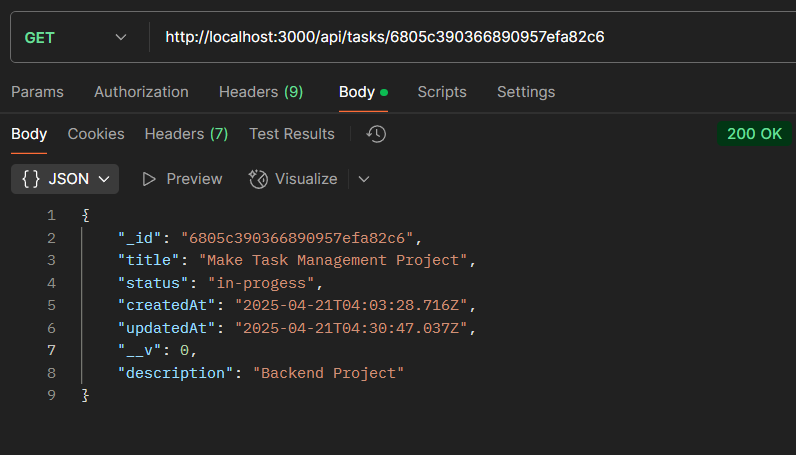 GET http://localhost:3000/api/tasks/6805c390366890957efa82c6
Params Authorization Headers (9) Body Scripts Settings
Body Cookies Headers (7) Test Results 200 OK
{} JSON Preview Visualize
1 {
2 "_id": "6805c390366890957efa82c6",
3 "title": "Make Task Management Project",
4 "status": "in-progess",
5 "createdAt": "2025-04-21T04:03:28.716Z",
6 "updatedAt": "2025-04-21T04:30:47.037Z",
7 "__v": 0,
8 "description": "Backend Project"
9 }